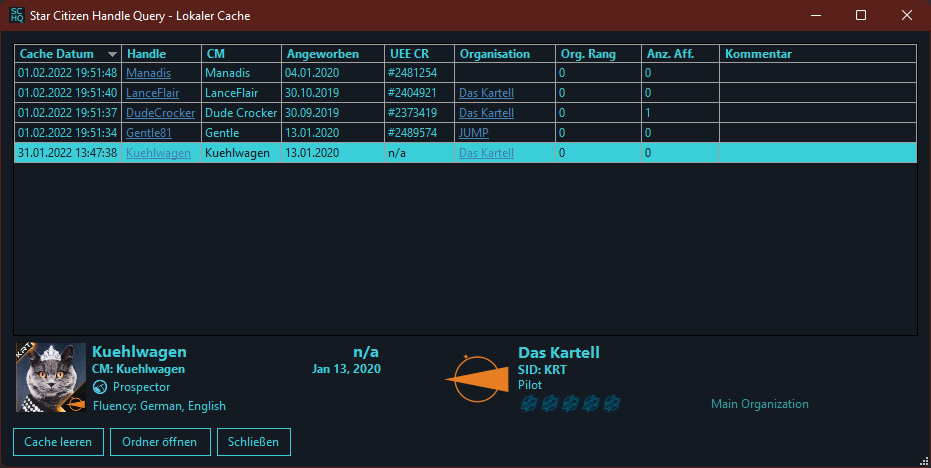 SC
HQ
Star Citizen Handle Query - Lokaler Cache
Cache Datum Handle CM Angeworben UEE CR Organisation Org. Rang Anz. Aff. Kommentar
01.02.2022 19:51:48 Manadis Manadis 04.01.2020 #2481254 0 0
01.02.2022 19:51:40 LanceFlair LanceFlair 30.10.2019 #2404921 Das Kartell 0 0
01.02.2022 19:51:37 DudeCrocker Dude Crocker 30.09.2019 #2373419 Das Kartell 0 1
01.02.2022 19:51:34 Gentle81 Gentle 13.01.2020 #2489574 JUMP 0 0
31.01.2022 13:47:38 Kuehlwagen Kuehlwagen 13.01.2020 n/a Das Kartell 0 0
KRT
Kuehlwagen n/a
CM: Kuehlwagen Jan 13, 2020
Prospector
Fluency: German, English
Das Kartell
SID: KRT
Pilot
Main Organization
Cache leeren Ordner öffnen Schließen